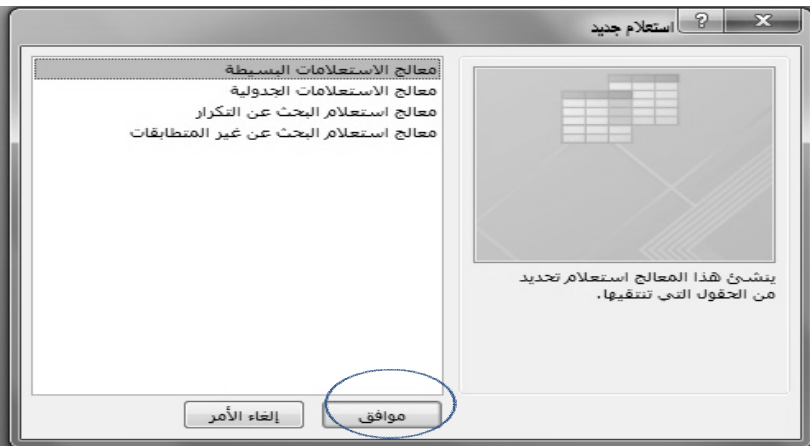 استعلام جديد
معالج الاستعلامات البسيطة
معالج الاستعلامات الجدولية
معالج استعلام البحث عن التكرار
معالج استعلام البحث عن غير المتطابقات
ينشئ هذا المعالج استعلام تحديد
من الحقول التي تنتقيها.
موافق
إلغاء الأمر